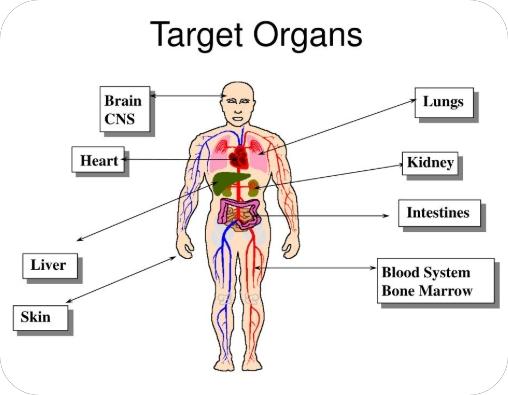 Target Organs
Brain
CNS
Lungs
Heart
Kidney
Intestines
Liver
Blood System
Bone Marrow
Skin